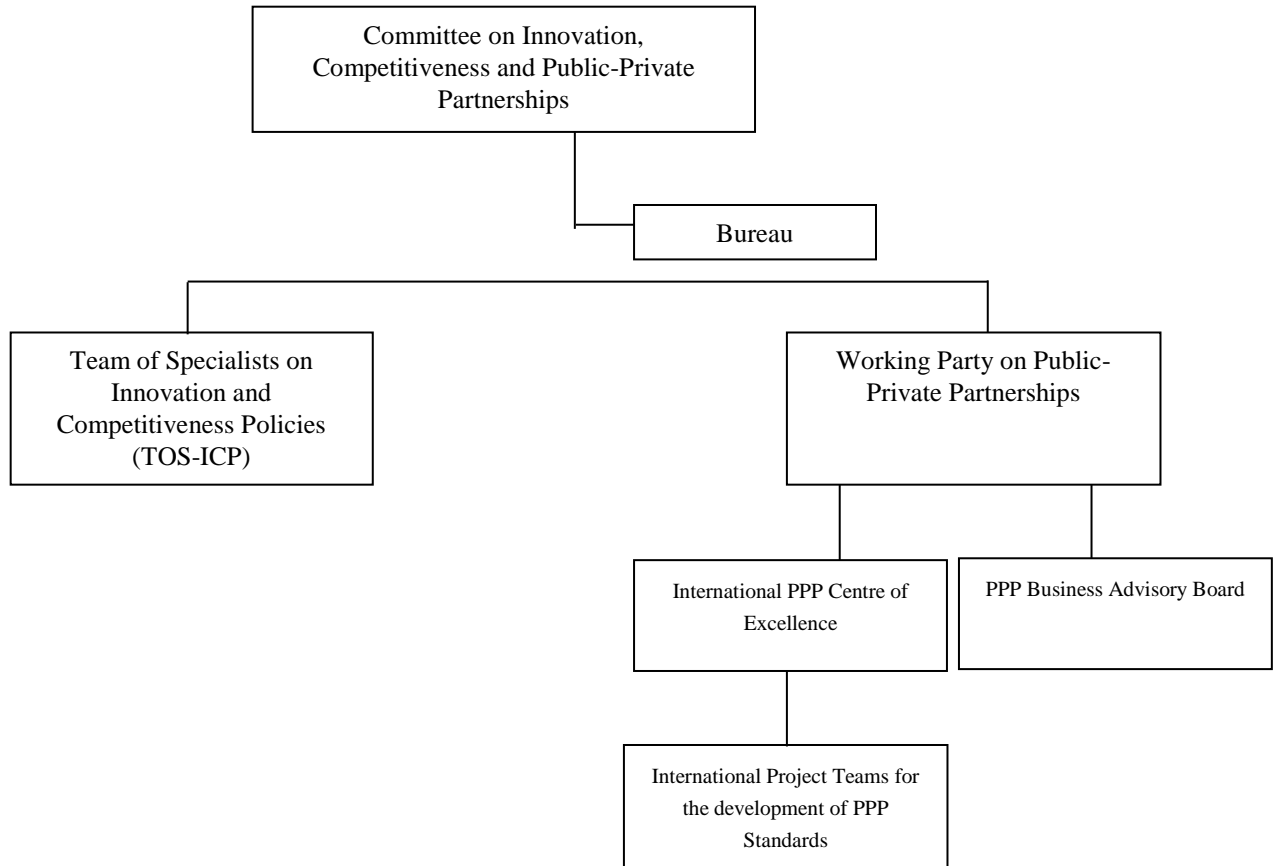 Committee on Innovation,
Competitiveness and Public-Private
Partnerships
Bureau
Team of Specialists on
Innovation and
Competitiveness Policies
(TOS-ICP)
Working Party on Public-
Private Partnerships
International PPP Centre of
Excellence
PPP Business Advisory Board
International Project Teams for
the development of PPP
Standards